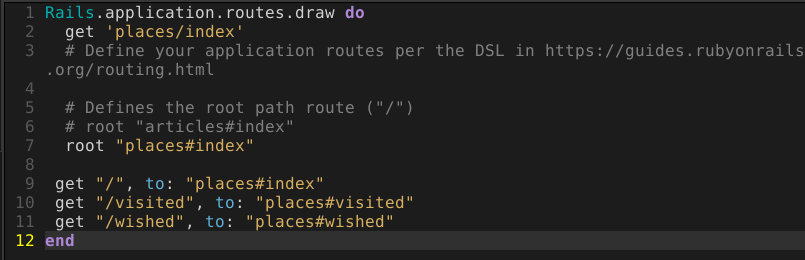 1 Rails.application.routes.draw do
2   get 'places/index'
3   # Define your application routes per the DSL in https://guides.rubyonrails
.org/routing.html
4
5   # Defines the root path route ("/")
6   # root "articles#index"
7   root "places#index"
8
9  get "/", to: "places#index"
10  get "/visited", to: "places#visited"
11  get "/wished", to: "places#wished"
12 end